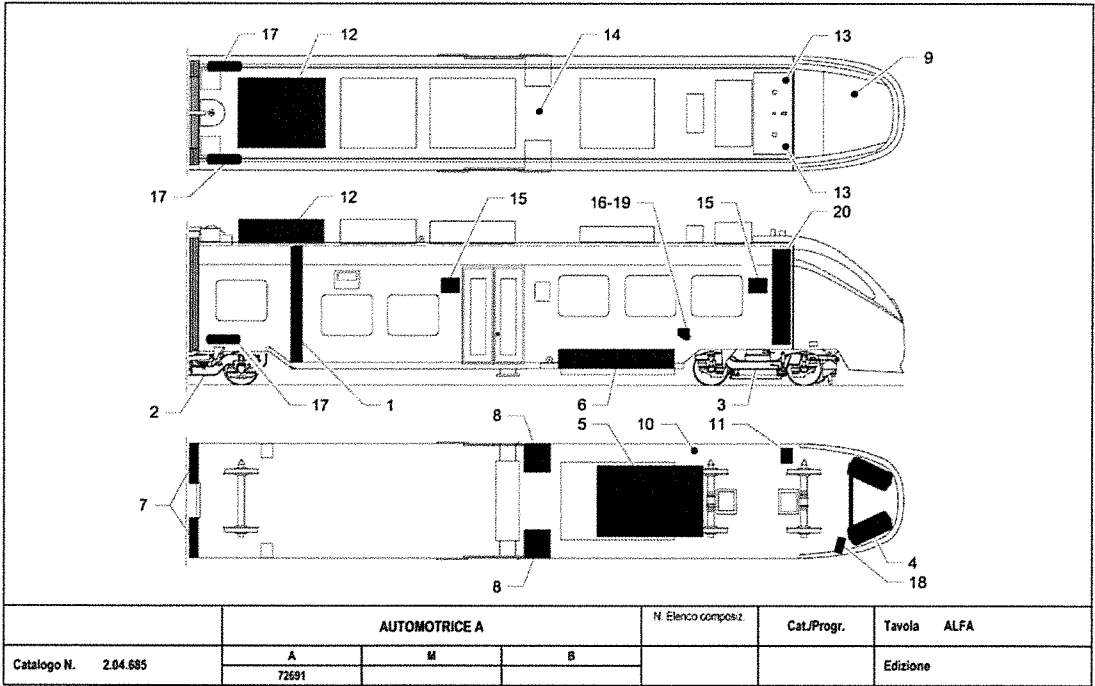 17 12 14 13 9
17 13
12 15 16-19 15 20
2 17 1 6 3
8 5 10 11
7
8 4
18
AUTOMOTRICE A N. Elenco composiz. Cat./Progr. Tavola ALFA
Catalogo N. 2.04.685 A M B Edizione
72691